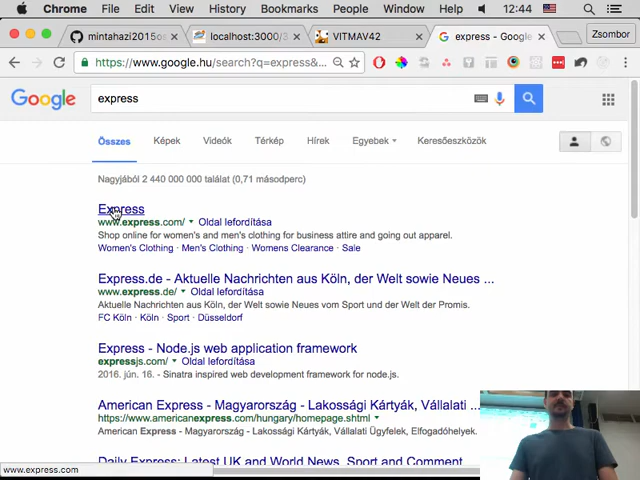 Chrome File Edit View History Bookmarks People Window Help 12:44
mintahazi2015os
localhost:3000/3
VITMAV42
express - Goo
Zsombor
https://www.google.hu/search?q=express&...
Google express
Összes Képek Videók Térkép Hírek Egyebek Keresőeszközök
Nagyjából 2 440 000 000 találat (0,71 másodperc)
Express
www.express.com/ Oldal lefordítása
Shop online for women's and men's clothing for business attire and going out apparel.
Women's Clothing · Men's Clothing · Womens Clearance · Sale
Express.de - Aktuelle Nachrichten aus Köln, der Welt sowie Neues ...
www.express.de/ Oldal lefordítása
Aktuelle Nachrichten aus Köln, der Welt sowie Neues vom Sport und der Welt der Promis.
FC Köln · Köln · Sport · Düsseldorf
Express - Node.js web application framework
expressjs.com/ Oldal lefordítása
2016. jún. 16. - Sinatra inspired web development framework for node.js.
American Express - Magyarország - Lakossági Kártyák, Vállalati ...
https://www.americanexpress.com/hungary/homepage.shtml
American Express - Magyarország - Lakossági Kártyák, Vállalati Ügyfelek, Elfogadóhelyek.
Daily Express: Latest UK and World News, Sport and Comment
www.express.com